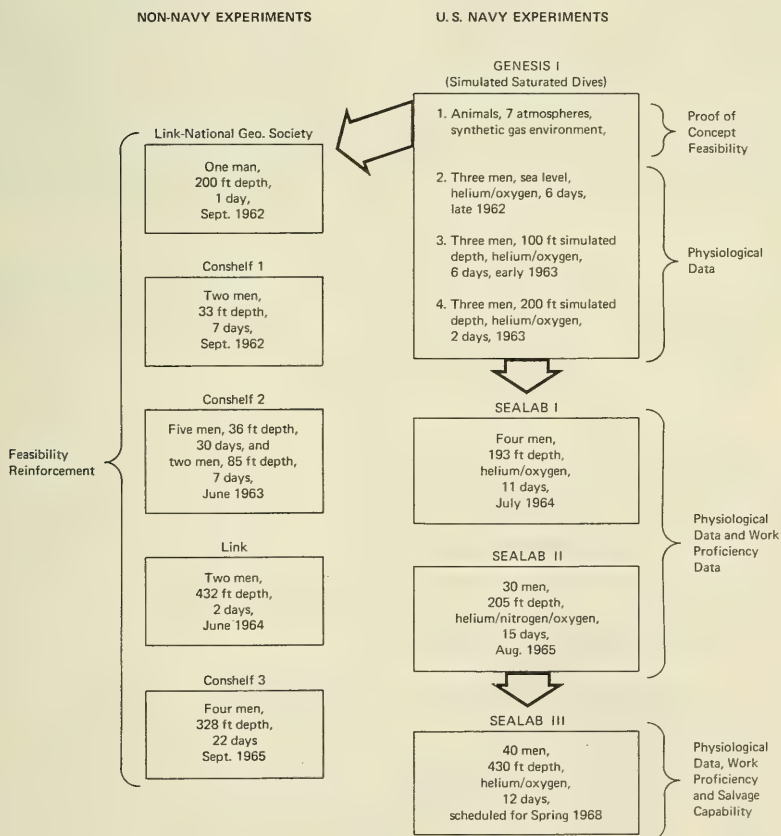 NON-NAVY EXPERIMENTS
U. S. NAVY EXPERIMENTS
GENESIS I
(Simulated Saturated Dives)
1. Animals, 7 atmospheres,
synthetic gas environment,
2. Three men, sea level,
helium/oxygen, 6 days,
late 1962
3. Three men, 100 ft simulated
depth, helium/oxygen,
6 days, early 1963
4. Three men, 200 ft simulated
depth, helium/oxygen,
2 days, 1963
Proof of
Concept
Feasibility
Physiological
Data
Link-National Geo. Society
One man,
200 ft depth,
1 day,
Sept. 1962
Conshelf 1
Two men,
33 ft depth,
7 days,
Sept. 1962
Conshelf 2
Five men, 36 ft depth,
30 days, and
two men, 85 ft depth,
7 days,
June 1963
Link
Two men,
432 ft depth,
2 days,
June 1964
Conshelf 3
Four men,
328 ft depth,
22 days
Sept. 1965
Feasibility
Reinforcement
SEALAB I
Four men,
193 ft depth,
helium/oxygen,
11 days,
July 1964
SEALAB II
30 men,
205 ft depth,
helium/nitrogen/oxygen,
15 days,
Aug. 1965
Physiological
Data and Work
Proficiency
Data
SEALAB III
40 men,
430 ft depth,
helium/oxygen,
12 days,
scheduled for Spring 1968
Physiological
Data, Work
Proficiency
and Salvage
Capability